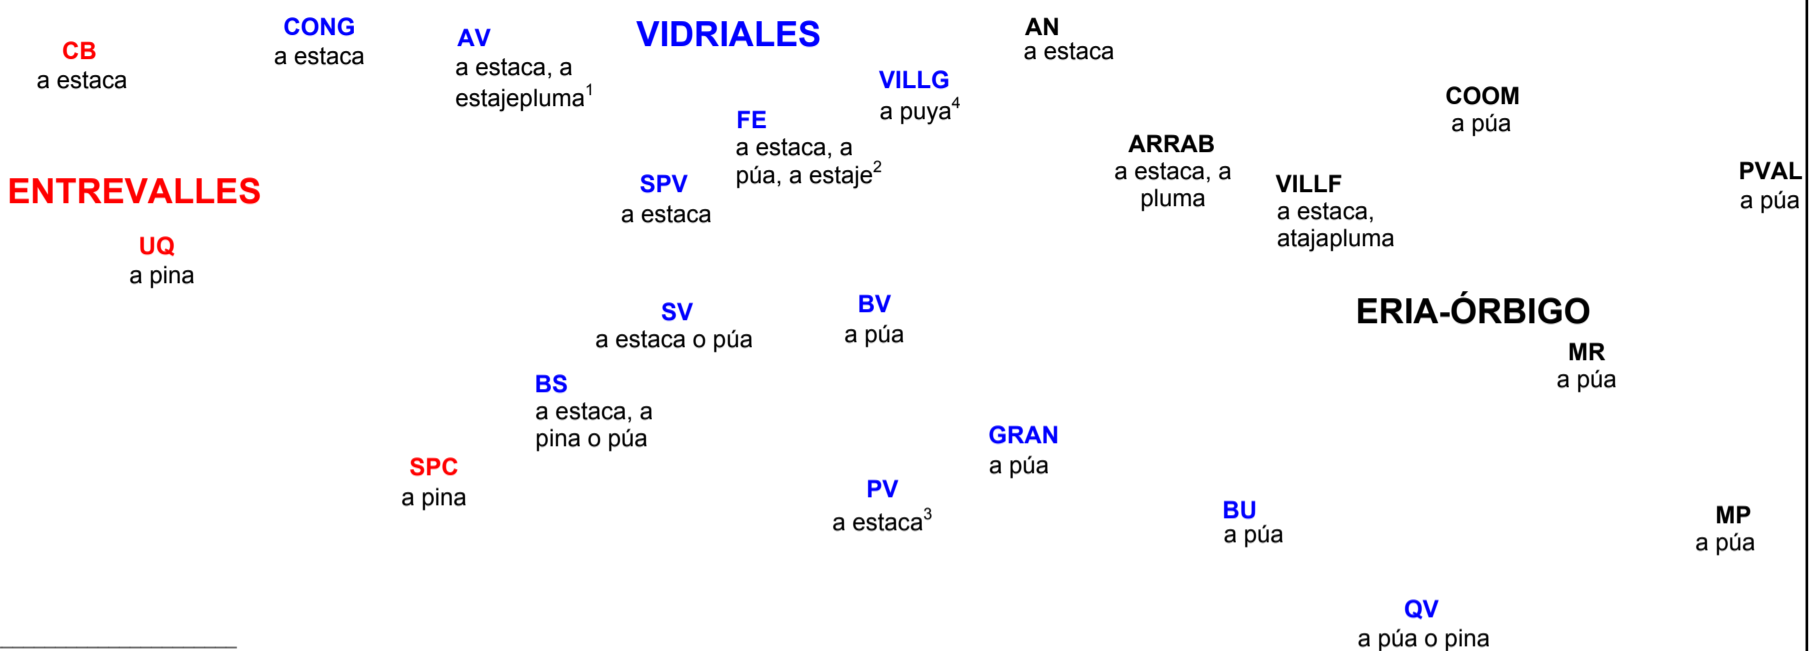 CB
a estaca
CONG
a estaca
AV
a estaca, a
estajepluma¹
VIDRIALES
VILLG
a puya⁴
AN
a estaca
COOM
a púa
FE
a estaca, a
púa, a estaje²
ARRAB
a estaca, a
pluma
PVAL
a púa
ENTREVALLES
SPV
a estaca
VILLF
a estaca,
atajapluma
UQ
a pina
SV
a estaca o púa
BV
a púa
ERIA-ÓRBIGO
MR
a púa
BS
a estaca, a
pina o púa
GRAN
a púa
SPC
a pina
PV
a estaca³
BU
a púa
MP
a púa
QV
a púa o pina